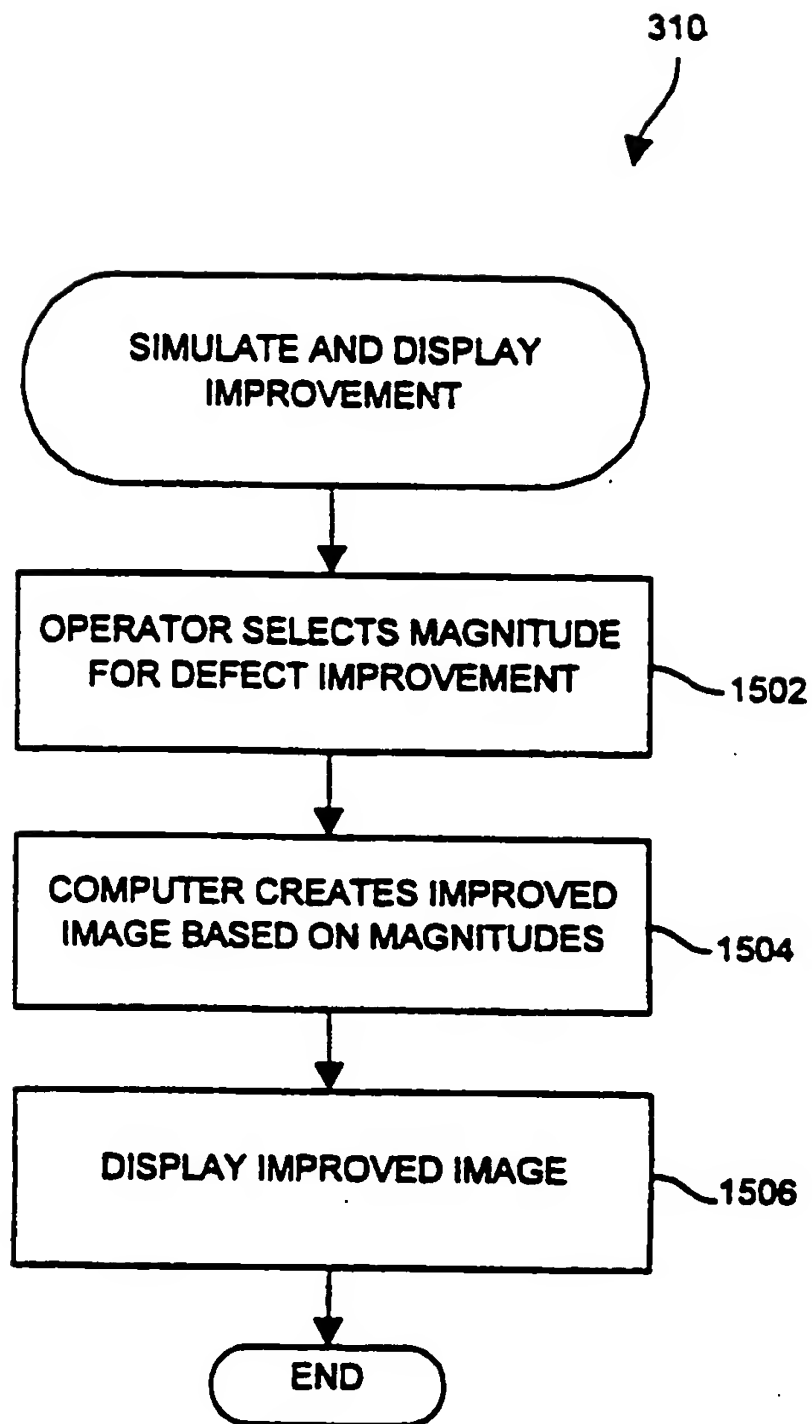 310
SIMULATE AND DISPLAY
IMPROVEMENT
OPERATOR SELECTS MAGNITUDE
FOR DEFECT IMPROVEMENT
1502
COMPUTER CREATES IMPROVED
IMAGE BASED ON MAGNITUDES
1504
DISPLAY IMPROVED IMAGE
1506
END